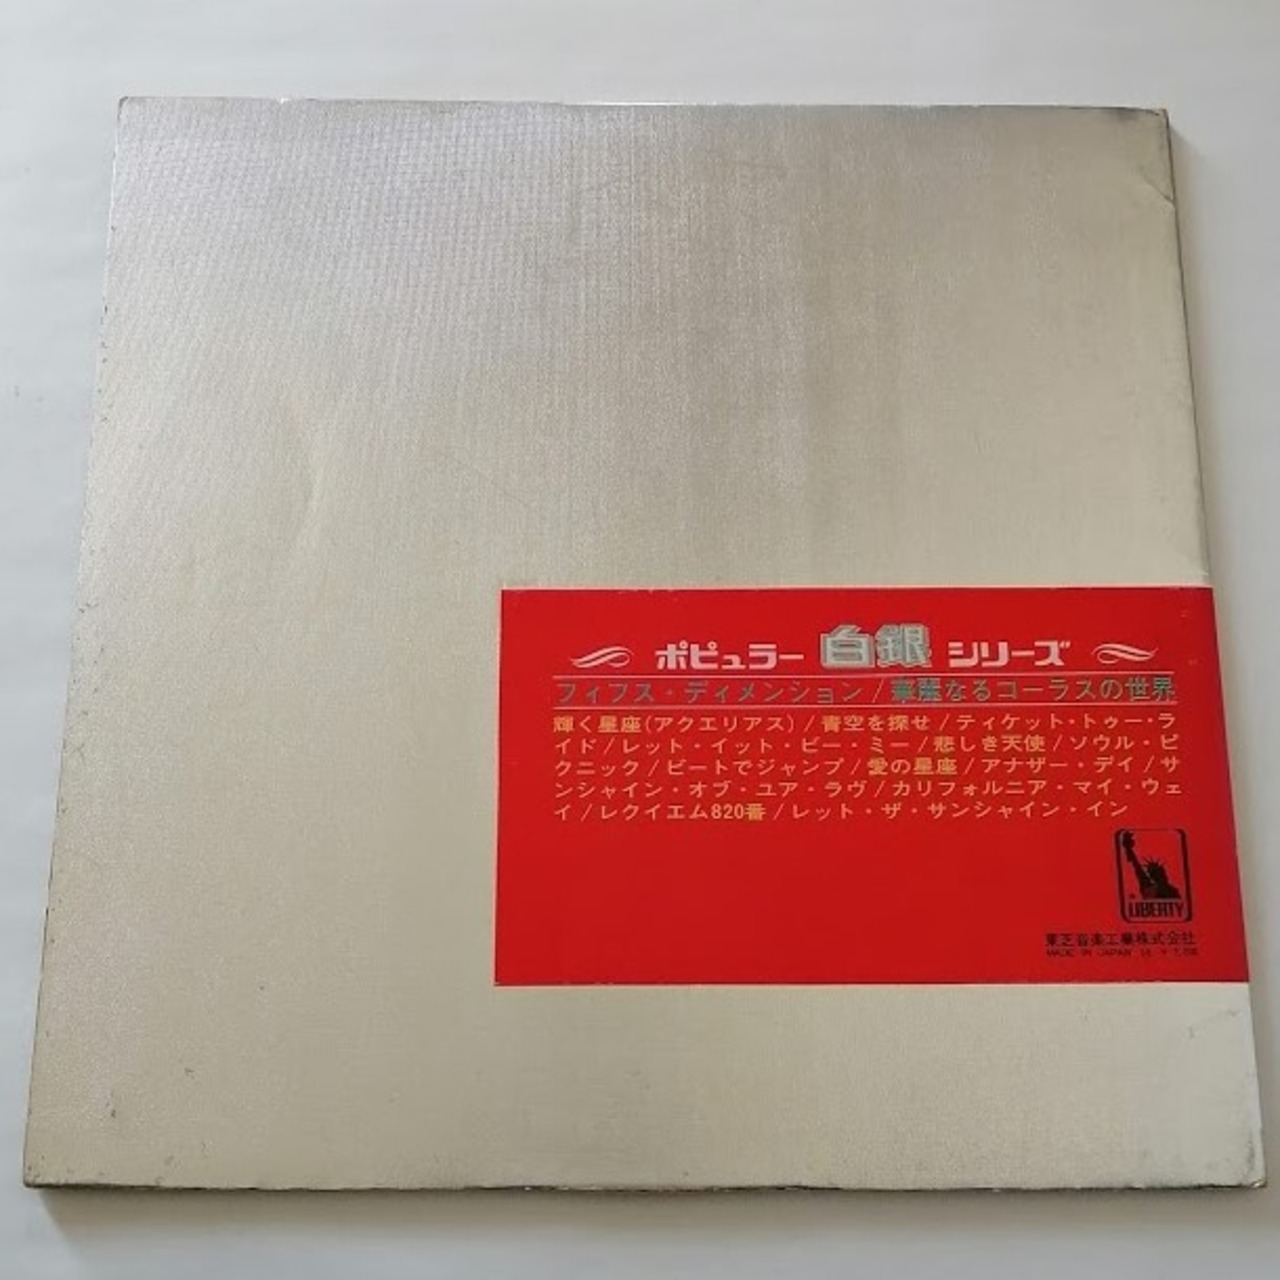 ポピュラー 白銀 シリーズ
フィフス・ディメンション/華麗なるコーラスの世界
輝く星座(アクエリアス)/青空を探せ/ティケット・トゥー・ラ
イド/レット・イット・ビー・ミー/悲しき天使/ソウル・ピ
クニック/ビートでジャンプ/愛の星座/アナザー・デイ/サ
ンシャイン・オブ・ユア・ラヴ/カリフォルニア・マイ・ウェ
イ/レクイエム820番/レット・ザ・サンシャイン・イン
LIBERTY
東芝音楽工業株式会社
MADE IN JAPAN